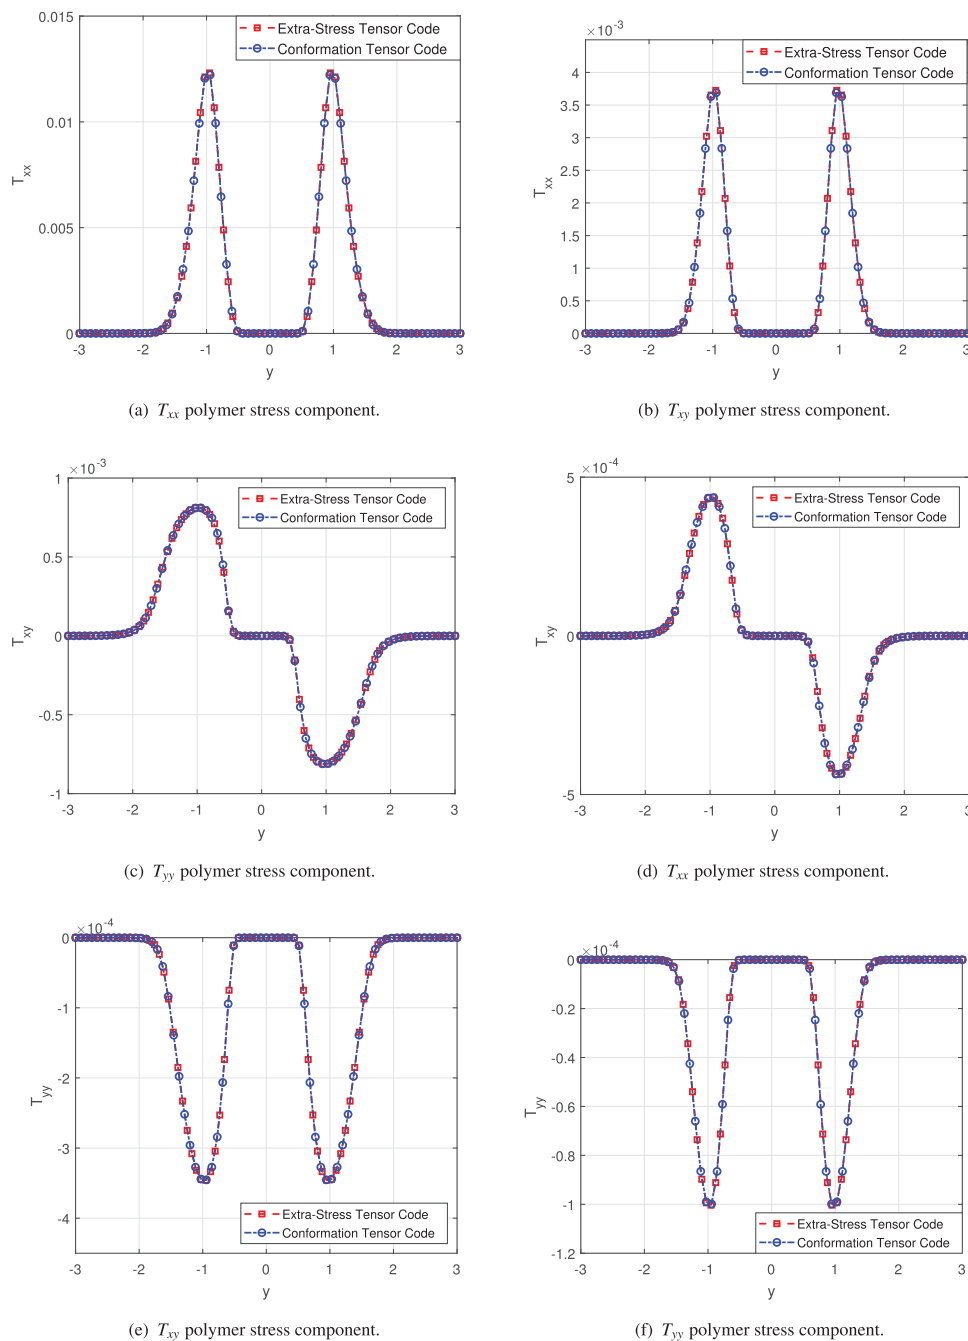 0.015
0.01
0.005
0
T_xx
Extra-Stress Tensor Code
Conformation Tensor Code
-3 -2 -1 0 1 2 3
y
(a) T_xx polymer stress component.
×10^-3
4
3.5
3
2.5
2
1.5
1
0.5
0
T_xx
Extra-Stress Tensor Code
Conformation Tensor Code
-3 -2 -1 0 1 2 3
y
(b) T_xy polymer stress component.
×10^-3
1
0.5
0
-0.5
-1
T_xy
Extra-Stress Tensor Code
Conformation Tensor Code
-3 -2 -1 0 1 2 3
y
(c) T_yy polymer stress component.
×10^-4
5
0
-5
T_xy
Extra-Stress Tensor Code
Conformation Tensor Code
-3 -2 -1 0 1 2 3
y
(d) T_xx polymer stress component.
×10^-4
0
-1
-2
-3
-4
T_yy
Extra-Stress Tensor Code
Conformation Tensor Code
-3 -2 -1 0 1 2 3
y
(e) T_xy polymer stress component.
×10^-4
0
-0.2
-0.4
-0.6
-0.8
-1
-1.2
T_yy
Extra-Stress Tensor Code
Conformation Tensor Code
-3 -2 -1 0 1 2 3
y
(f) T_yy polymer stress component.